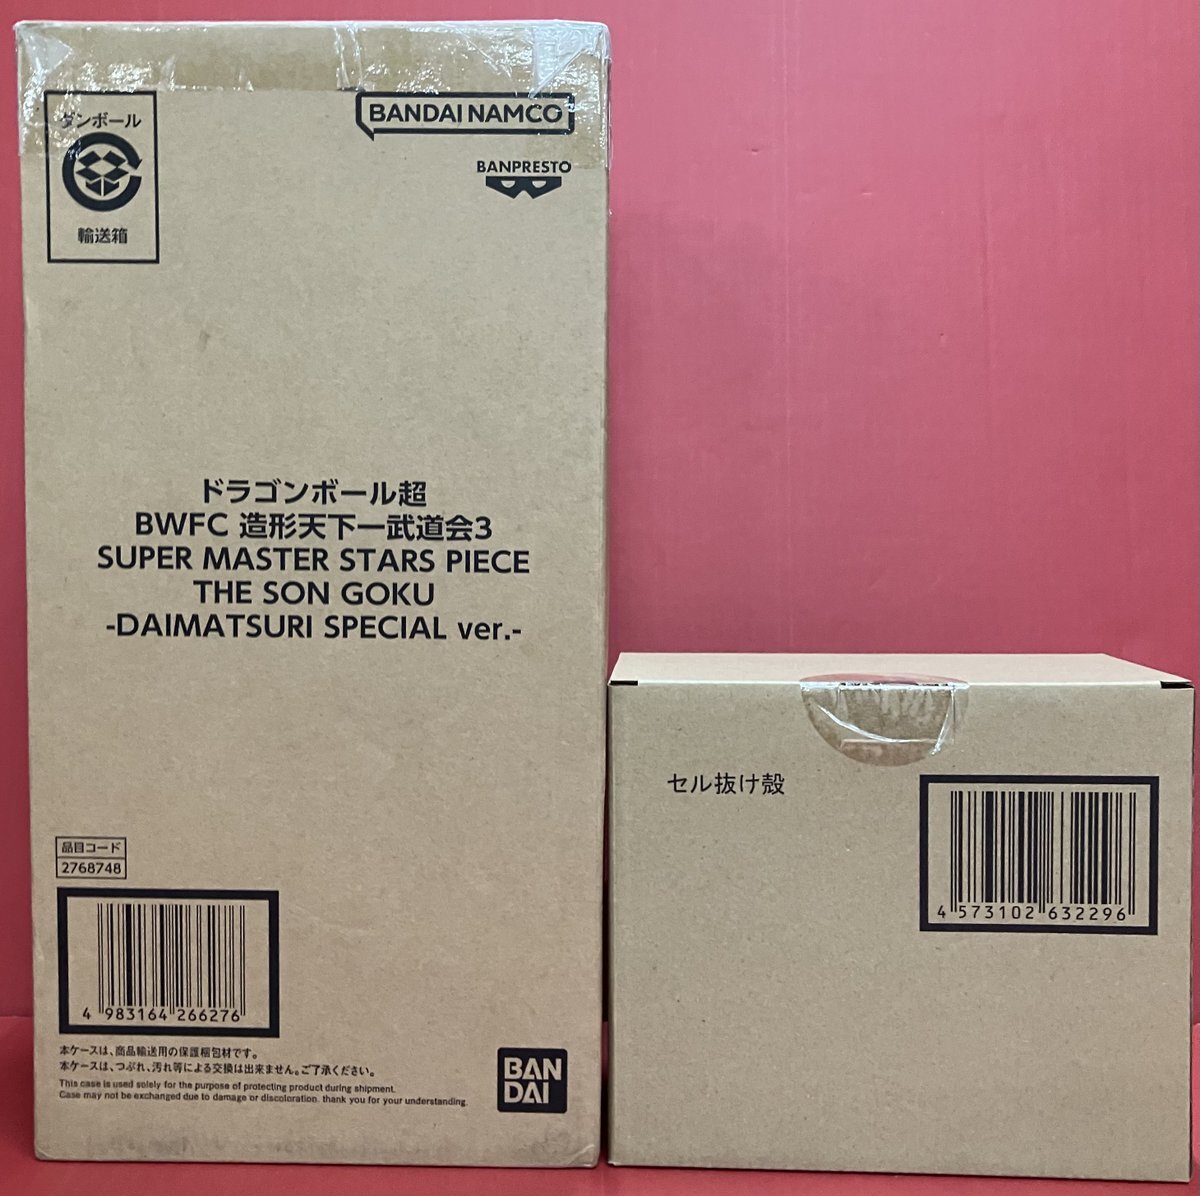 ダンボール
輸送箱
BANDAI NAMCO
BANPRESTO
ドラゴンボール超
BWFC 造形天下一武道会3
SUPER MASTER STARS PIECE
THE SON GOKU
-DAIMATSURI SPECIAL ver.-
品目コード
2768748
4 983164 266276
本ケースは、商品輸送用の保護梱包材です。
本ケースは、つぶれ、汚れ等による交換は出来ません。ご了承ください。
This case is used solely for the purpose of protecting product during shipment.
Case may not be exchanged due to damage or discoloration. thank you for your understanding.
BAN
DAI
セル抜け殻
4 573102 632296